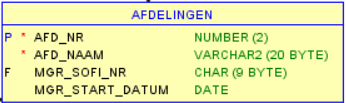 AFDELINGEN
P * AFD_NR NUMBER (2)
* AFD_NAAM VARCHAR2 (20 BYTE)
F MGR_SOFI_NR CHAR (9 BYTE)
MGR_START_DATUM DATE